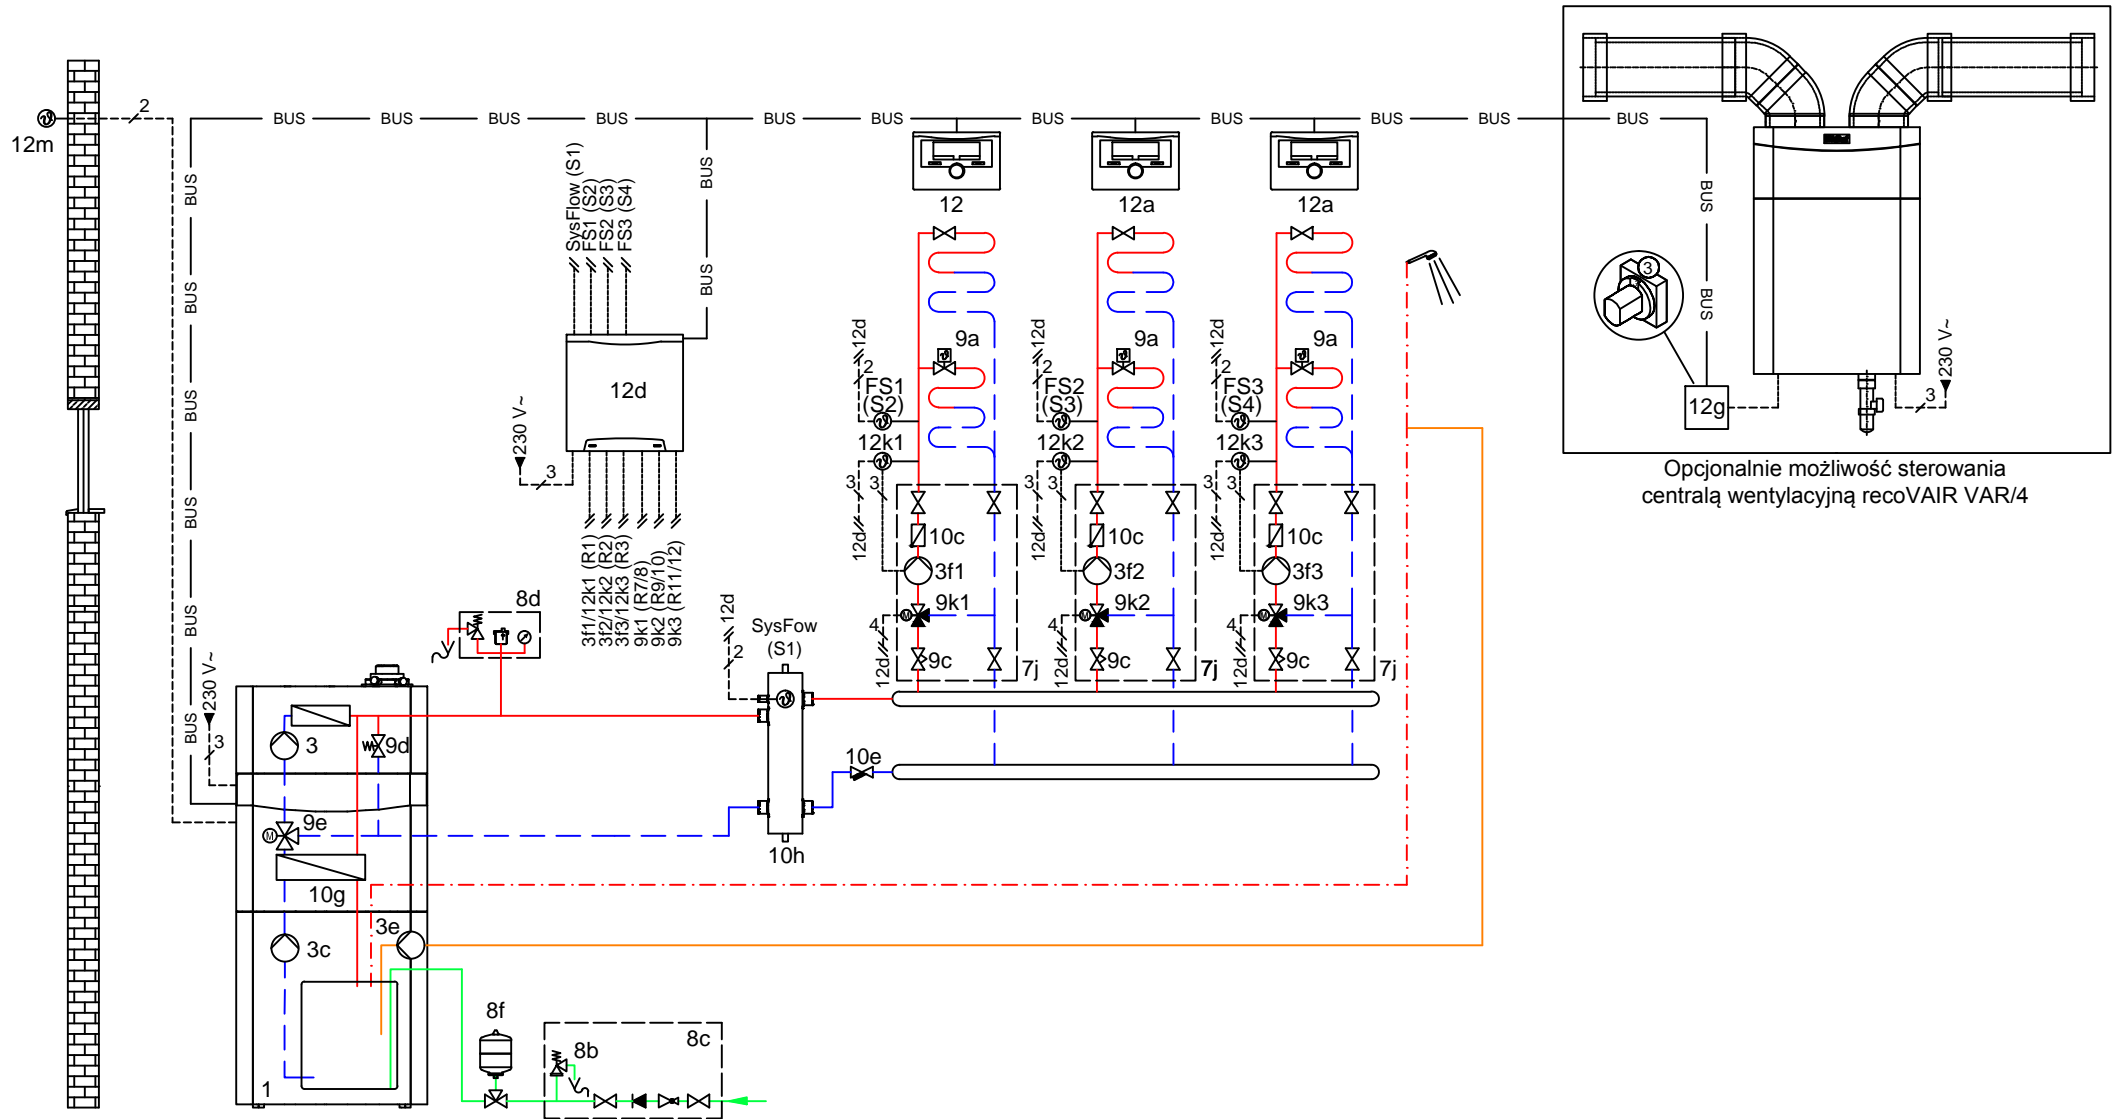 2
12m
BUS BUS BUS BUS BUS BUS BUS BUS BUS BUS BUS
BUS
BUS
BUS
BUS
BUS
BUS
SysFlow (S1)
FS1 (S2)
FS2 (S3)
FS3 (S4)
BUS
BUS
12d
230 V~
3
3f1/12k1 (R1)
3f2/12k2 (R2)
3f3/12k3 (R3)
9k1 (R7/8)
9k2 (R9/10)
9k3 (R11/12)
12
12a
12a
12d
2
9a
FS1
(S2)
12k1
3
3
12d
10c
3f1
9k1
M
4
12d
9c
7j
12d
2
9a
FS2
(S3)
12k2
3
3
12d
10c
3f2
9k2
M
4
12d
9c
7j
12d
2
9a
FS3
(S4)
12k3
3
3
12d
10c
3f3
9k3
M
4
12d
9c
7j
BUS
BUS
3
12g
3
230 V~
Opcjonalnie możliwość sterowania
centralą wentylacyjną recoVAIR VAR/4
8d
12d
2
SysFow
(S1)
10e
10h
230 V~
3
3
9d
9e
M
10g
3c
3e
1
8f
8b
8c